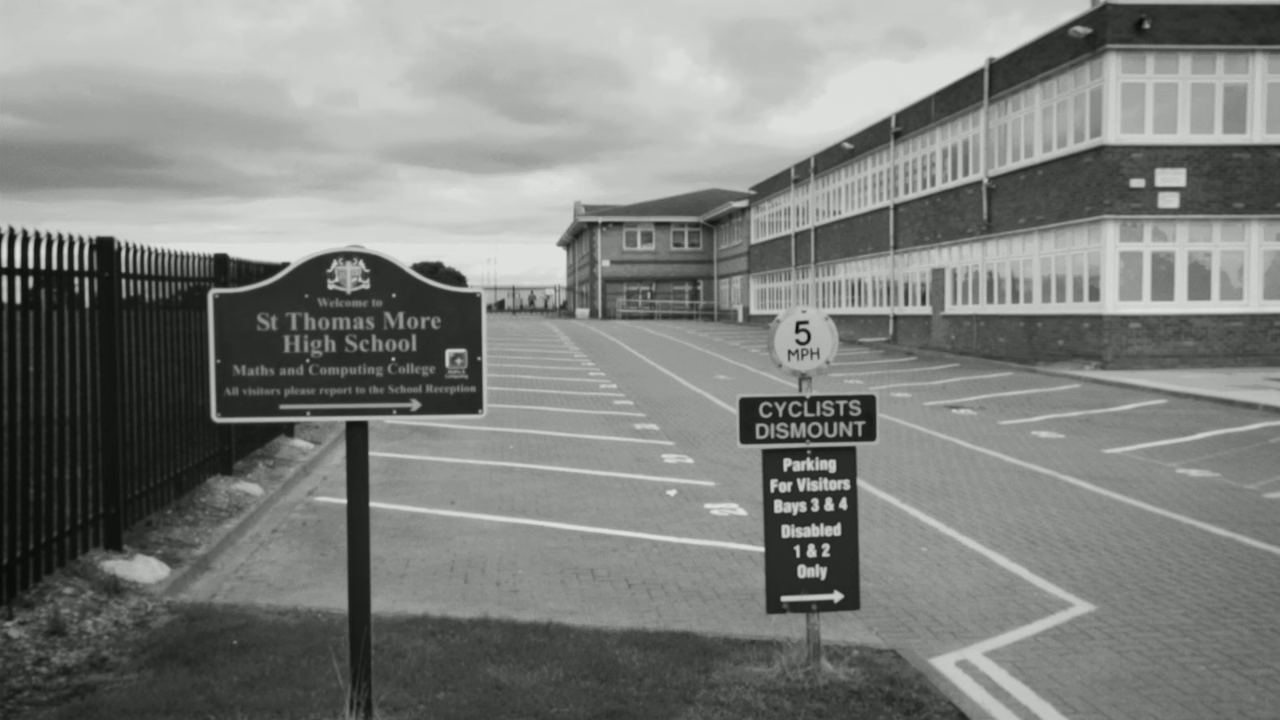 Welcome to
St Thomas More
High School
Maths and Computing College
All visitors please report to the School Reception
5
MPH
CYCLISTS
DISMOUNT
Parking
For Visitors
Bays 3 & 4
Disabled
1 & 2
Only